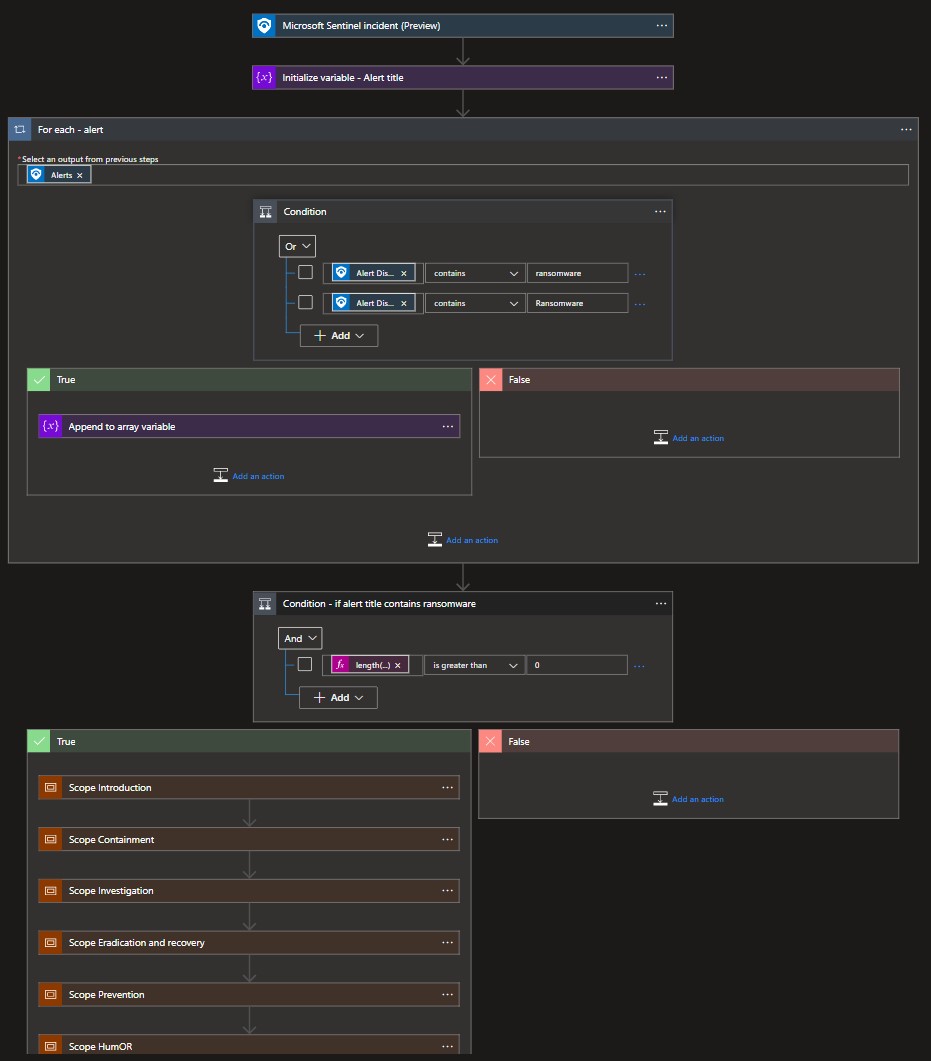 Microsoft Sentinel incident (Preview)
{x} Initialize variable - Alert title
For each - alert
*Select an output from previous steps
Alerts ×
Condition
Or
Alert Dis... × contains ransomware
Alert Dis... × contains Ransomware
+ Add
True
False
{x} Append to array variable
Add an action
Add an action
Add an action
Condition - if alert title contains ransomware
And
fx length(...) × is greater than 0
+ Add
True
False
Scope Introduction
Add an action
Scope Containment
Scope Investigation
Scope Eradication and recovery
Scope Prevention
Scope HumOR